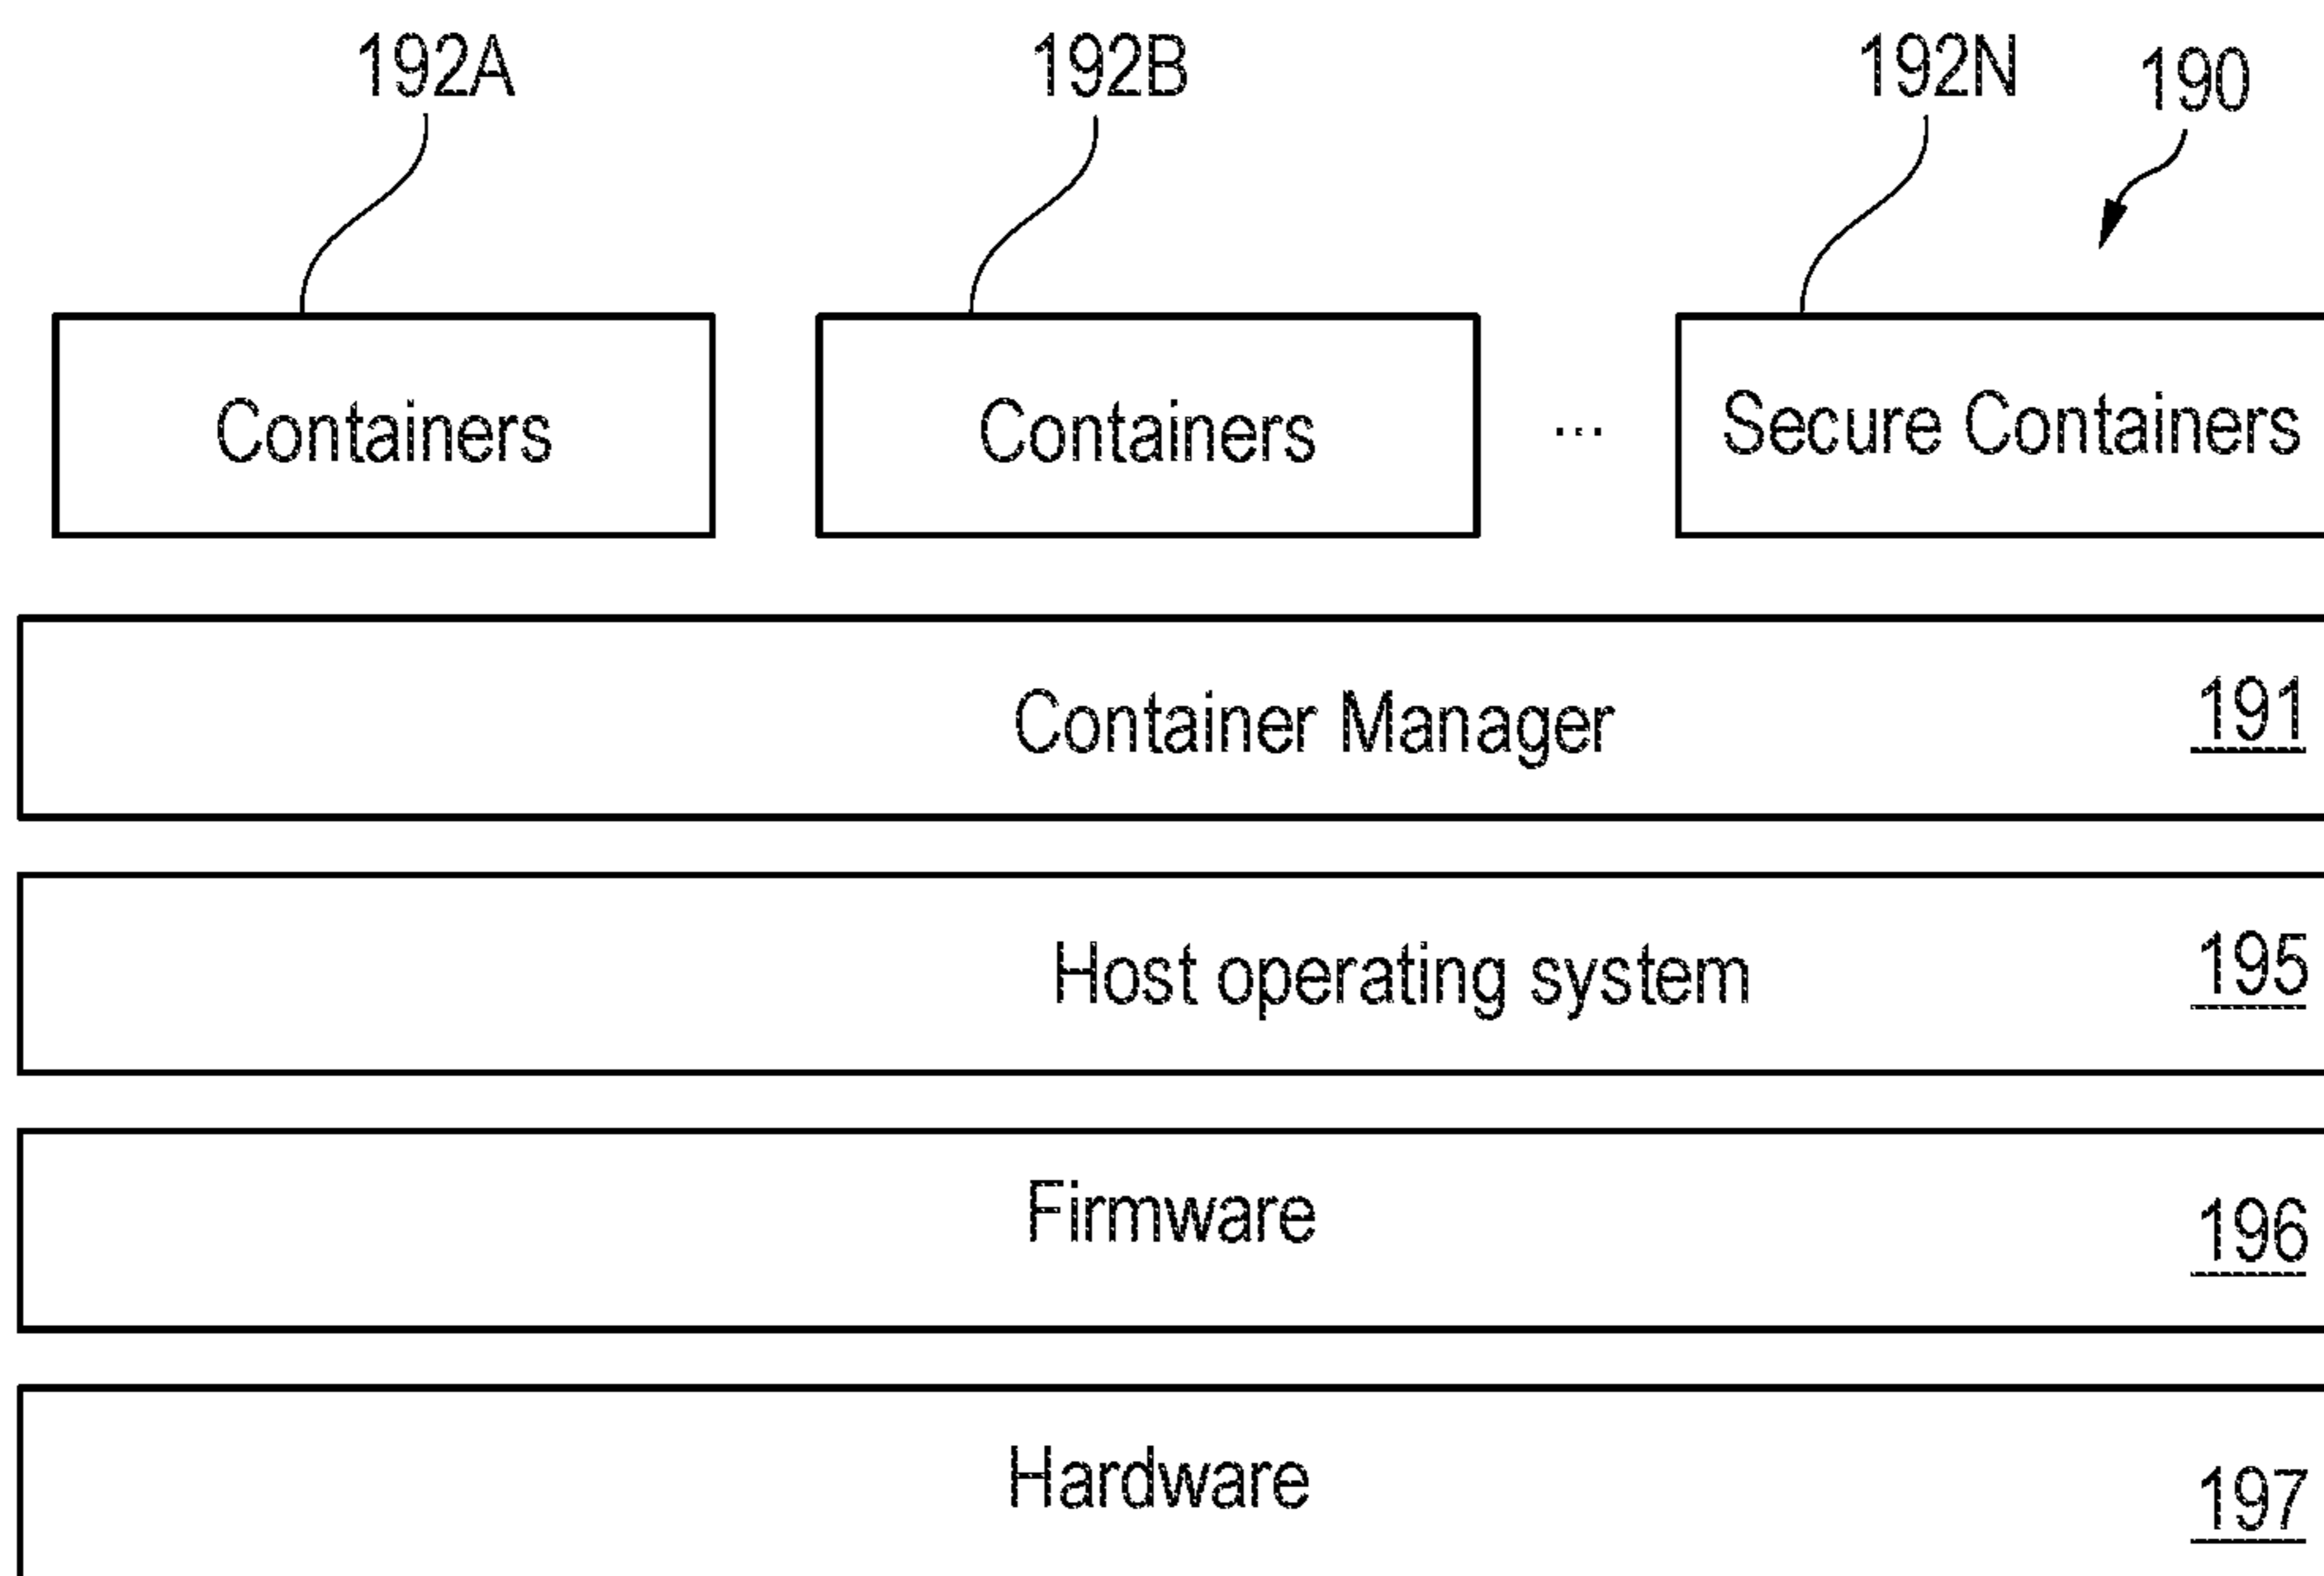 192A 192B 192N 190
Containers Containers ... Secure Containers
Container Manager 191
Host operating system 195
Firmware 196
Hardware 197